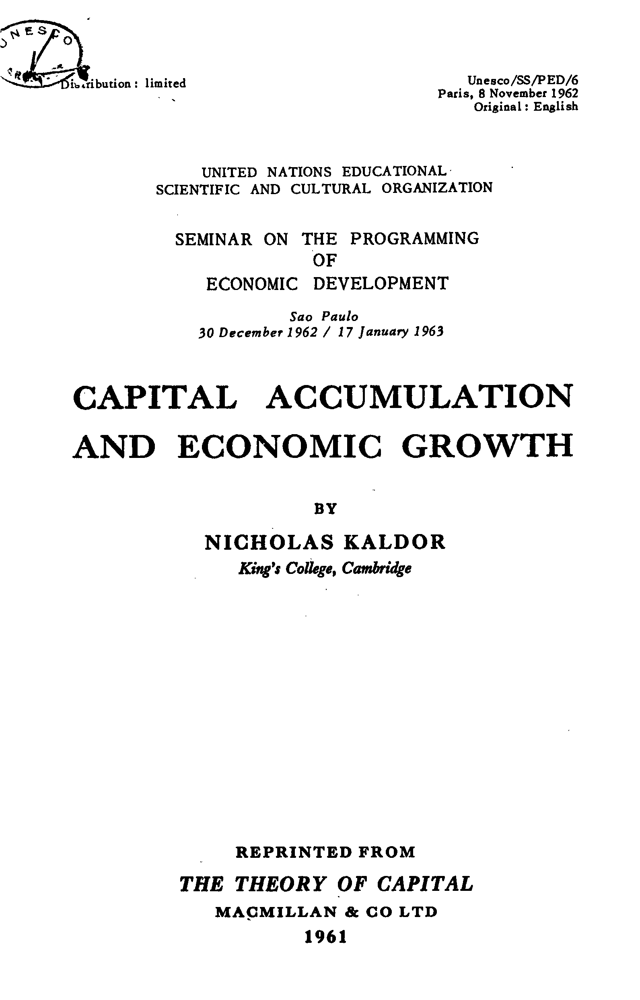 UNESCO
Distribution : limited
Unesco/SS/PED/6
Paris, 8 November 1962
Original : English
UNITED NATIONS EDUCATIONAL
SCIENTIFIC AND CULTURAL ORGANIZATION
SEMINAR ON THE PROGRAMMING
OF
ECONOMIC DEVELOPMENT
Sao Paulo
30 December 1962 / 17 January 1963
CAPITAL ACCUMULATION
AND ECONOMIC GROWTH
BY
NICHOLAS KALDOR
King's College, Cambridge
REPRINTED FROM
THE THEORY OF CAPITAL
MACMILLAN & CO LTD
1961